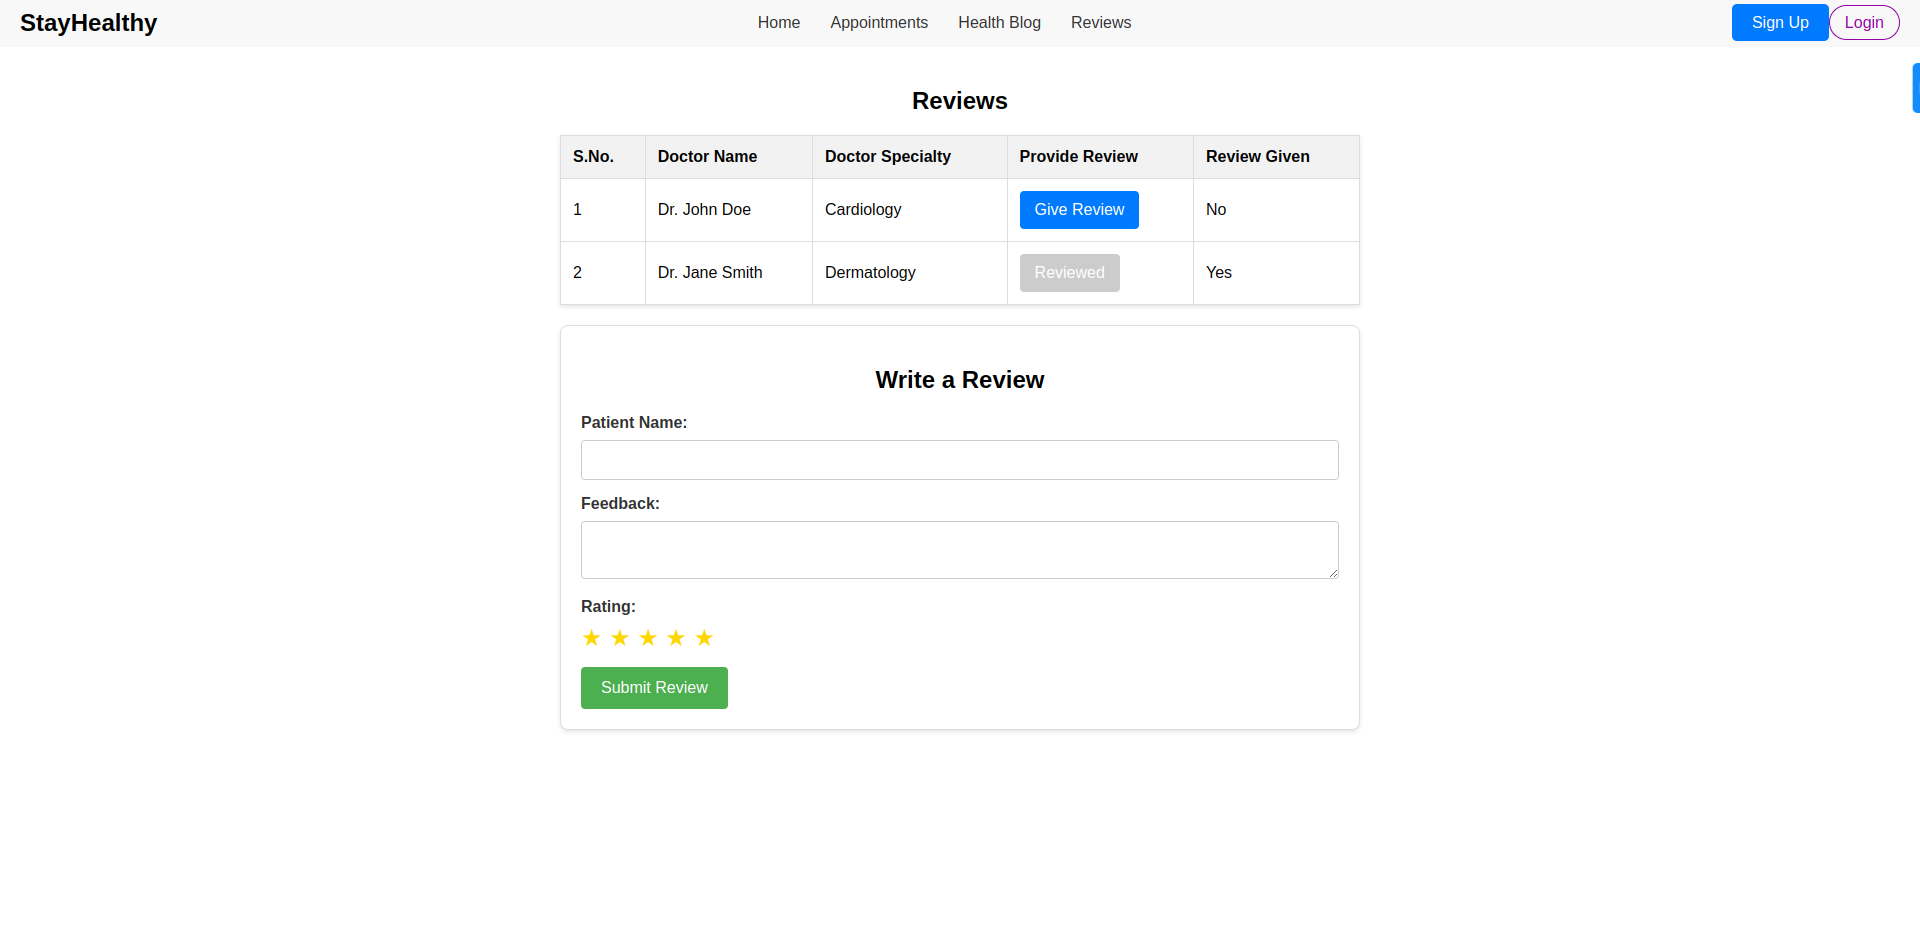 StayHealthy Home Appointments Health Blog Reviews Sign Up Login
Reviews
S.No. Doctor Name Doctor Specialty Provide Review Review Given
1 Dr. John Doe Cardiology Give Review No
2 Dr. Jane Smith Dermatology Reviewed Yes
Write a Review
Patient Name:
Feedback:
Rating:
★ ★ ★ ★ ★
Submit Review